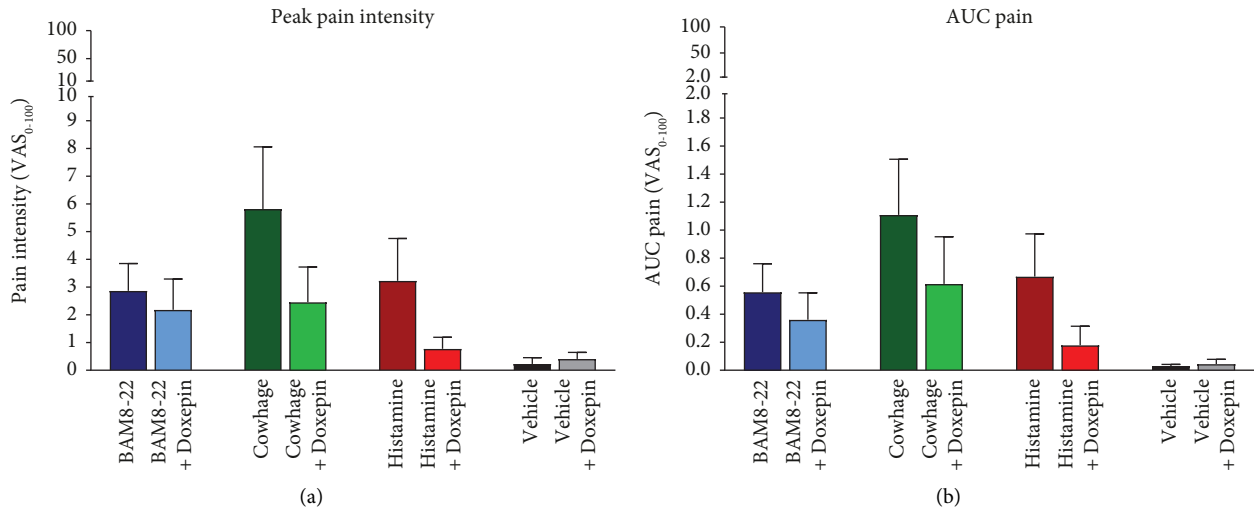 Peak pain intensity
100
50
10
10
9
8
7
6
5
4
3
2
1
0
Pain intensity (VAS0-100)
BAM8-22
BAM8-22
+ Doxepin
Cowhage
Cowhage
+ Doxepin
Histamine
Histamine
+ Doxepin
Vehicle
Vehicle
+ Doxepin
(a)
AUC pain
100
50
2.0
2.0
1.8
1.6
1.4
1.2
1.0
0.8
0.6
0.4
0.2
0.0
AUC pain (VAS0-100)
BAM8-22
BAM8-22
+ Doxepin
Cowhage
Cowhage
+ Doxepin
Histamine
Histamine
+ Doxepin
Vehicle
Vehicle
+ Doxepin
(b)